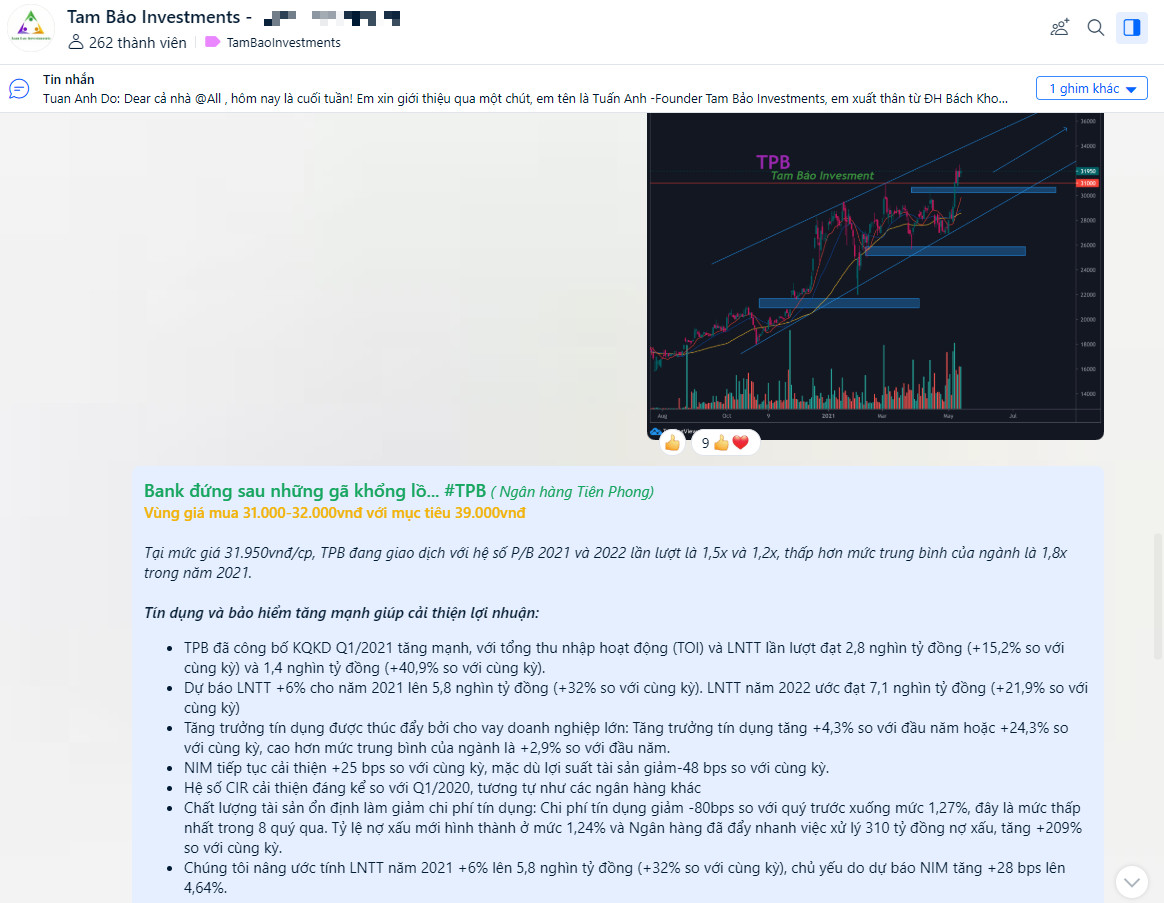 Tam Bảo Investments -
262 thành viên
TamBaoInvestments
Tin nhắn
Tuan Anh Do: Dear cả nhà @All , hôm nay là cuối tuần! Em xin giới thiệu qua một chút, em tên là Tuấn Anh -Founder Tam Bảo Investments, em xuất thân từ ĐH Bách Kho...
1 ghim khác
TPB
Tam Bảo Invesment
36000
34000
31950
31000
30000
28000
26000
24000
22000
20000
18000
16000
14000
Aug
Oct
9
2021
Mar
May
Jul
9
Bank đứng sau những gã khổng lồ... #TPB ( Ngân hàng Tiên Phong)
Vùng giá mua 31.000-32.000vnđ với mục tiêu 39.000vnđ
Tại mức giá 31.950vnđ/cp, TPB đang giao dịch với hệ số P/B 2021 và 2022 lần lượt là 1,5x và 1,2x, thấp hơn mức trung bình của ngành là 1,8x
trong năm 2021.
Tín dụng và bảo hiểm tăng mạnh giúp cải thiện lợi nhuận:
TPB đã công bố KQKD Q1/2021 tăng mạnh, với tổng thu nhập hoạt động (TOI) và LNTT lần lượt đạt 2,8 nghìn tỷ đồng (+15,2% so với
cùng kỳ) và 1,4 nghìn tỷ đồng (+40,9% so với cùng kỳ).
Dự báo LNTT +6% cho năm 2021 lên 5,8 nghìn tỷ đồng (+32% so với cùng kỳ). LNTT năm 2022 ước đạt 7,1 nghìn tỷ đồng (+21,9% so với
cùng kỳ)
Tăng trưởng tín dụng được thúc đẩy bởi cho vay doanh nghiệp lớn: Tăng trưởng tín dụng tăng +4,3% so với đầu năm hoặc +24,3% so
với cùng kỳ, cao hơn mức trung bình của ngành là +2,9% so với đầu năm.
NIM tiếp tục cải thiện +25 bps so với cùng kỳ, mặc dù lợi suất tài sản giảm-48 bps so với cùng kỳ.
Hệ số CIR cải thiện đáng kể so với Q1/2020, tương tự như các ngân hàng khác
Chất lượng tài sản ổn định làm giảm chi phí tín dụng: Chi phí tín dụng giảm -80bps so với quý trước xuống mức 1,27%, đây là mức thấp
nhất trong 8 quý qua. Tỷ lệ nợ xấu mới hình thành ở mức 1,24% và Ngân hàng đã đẩy nhanh việc xử lý 310 tỷ đồng nợ xấu, tăng +209%
so với cùng kỳ.
Chúng tôi nâng ước tính LNTT năm 2021 +6% lên 5,8 nghìn tỷ đồng (+32% so với cùng kỳ), chủ yếu do dự báo NIM tăng +28 bps lên
4,64%.